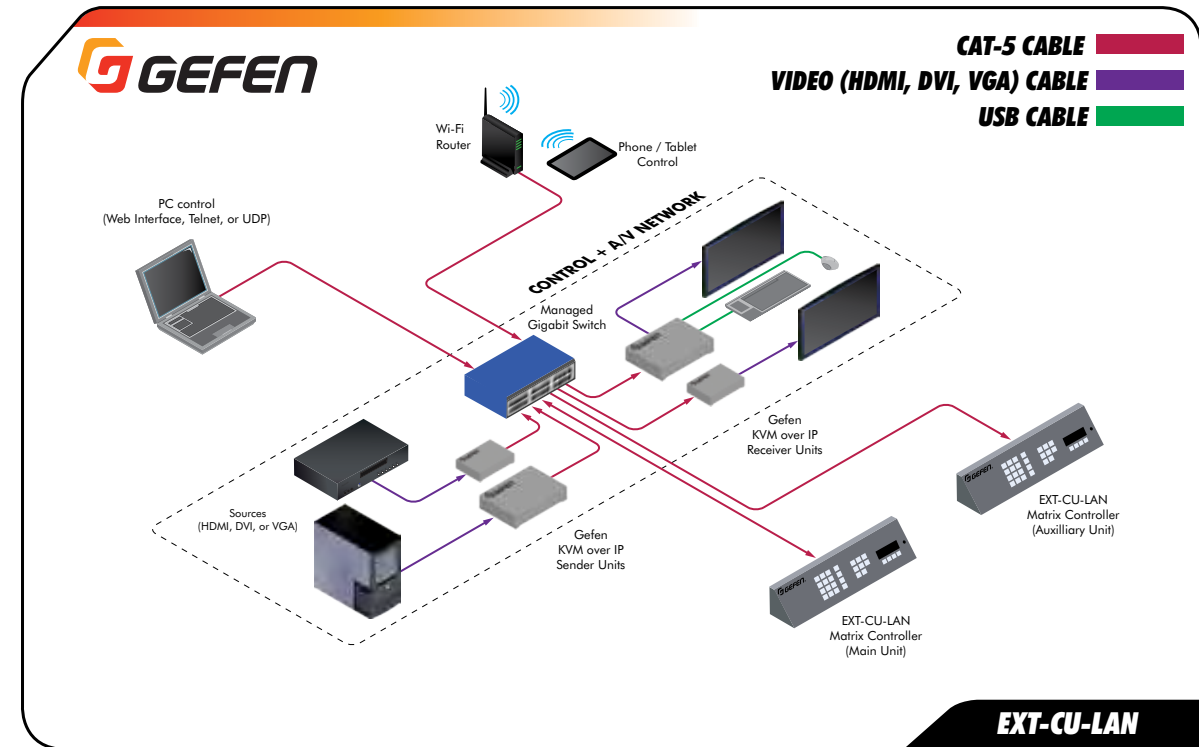 GEFEN
CAT-5 CABLE
VIDEO (HDMI, DVI, VGA) CABLE
USB CABLE
Wi-Fi
Router
Phone / Tablet
Control
PC control
(Web Interface, Telnet, or UDP)
CONTROL + A/V NETWORK
Managed
Gigabit Switch
GEFEN
Gefen
KVM over IP
Receiver Units
Sources
(HDMI, DVI, or VGA)
Gefen
KVM over IP
Sender Units
GEFEN
EXT-CU-LAN
Matrix Controller
(Auxilliary Unit)
GEFEN
EXT-CU-LAN
Matrix Controller
(Main Unit)
EXT-CU-LAN